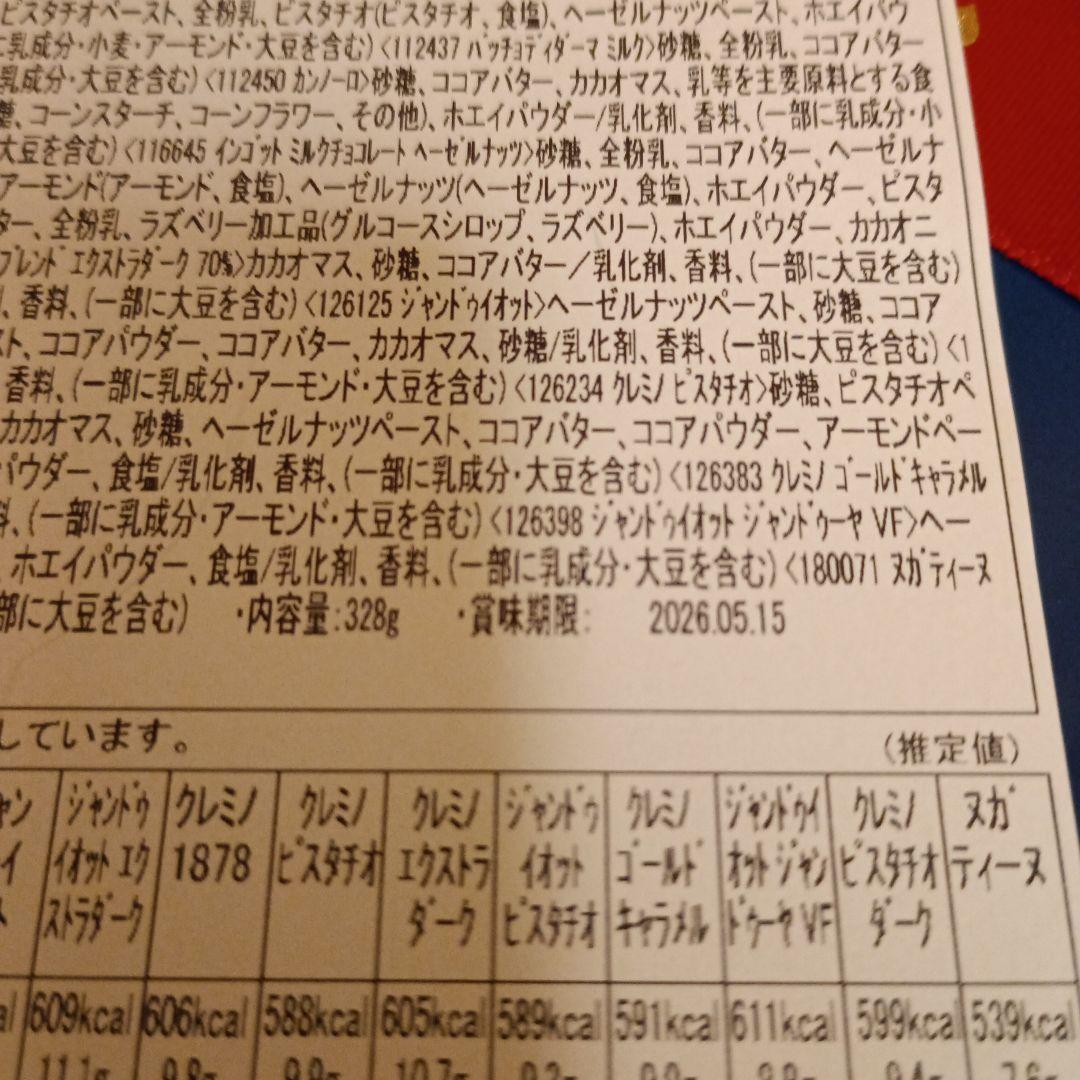 ピスタチオペースト、全粉乳、ピスタチオ(ピスタチオ、食塩)、ヘーゼルナッツペースト、ホエイパウ
に乳成分・小麦・アーモンド・大豆を含む)<112437 パッチョディダーマ ミルク>砂糖、全粉乳、ココアバター
乳成分・大豆を含む)<112450 カンノーロ>砂糖、ココアバター、カカオマス、乳等を主要原料とする食
糖、コーンスターチ、コーンフラワー、その他)、ホエイパウダー/乳化剤、香料、(一部に乳成分・小
大豆を含む)<116645 インゴット ミルクチョコレート ヘーゼルナッツ>砂糖、全粉乳、ココアバター、ヘーゼルナ
アーモンド(アーモンド、食塩)、ヘーゼルナッツ(ヘーゼルナッツ、食塩)、ホエイパウダー、ピスタ
ター、全粉乳、ラズベリー加工品(グルコースシロップ、ラズベリー)、ホエイパウダー、カカオニ
ブレンド エクストラダーク 70%>カカオマス、砂糖、ココアバター/乳化剤、香料、(一部に大豆を含む)
、香料、(一部に大豆を含む)<126125 ジャンドゥイオット>ヘーゼルナッツペースト、砂糖、ココア
スト、ココアパウダー、ココアバター、カカオマス、砂糖/乳化剤、香料、(一部に大豆を含む)<1
、香料、(一部に乳成分・アーモンド・大豆を含む)<126234 クレミノ ピスタチオ>砂糖、ピスタチオペ
カカオマス、砂糖、ヘーゼルナッツペースト、ココアバター、ココアパウダー、アーモンドペー
パウダー、食塩/乳化剤、香料、(一部に乳成分・大豆を含む)<126383 クレミノ ゴールドキャラメル
料、(一部に乳成分・アーモンド・大豆を含む)<126398 ジャンドゥイオット ジャンドゥーヤ VF>ヘー
、ホエイパウダー、食塩/乳化剤、香料、(一部に乳成分・大豆を含む)<180071 ヌガティーヌ
部に大豆を含む) ・内容量:328g ・賞味期限: 2026.05.15
しています。 (推定値)
ャン ジャンドゥ クレミノ クレミノ クレミノ ジャンドゥ クレミノ ジャンドゥイ クレミノ ヌガ
イ イオット エク 1878 ピスタチオ エクストラ イオット ゴールド オット ジャン ピスタチオ ティーヌ
ト ストラダーク ダーク ピスタチオ キャラメル ドゥーヤ VF ダーク
609kcal 606kcal 588kcal 605kcal 589kcal 591kcal 611kcal 599kcal 539kcal
11.1g